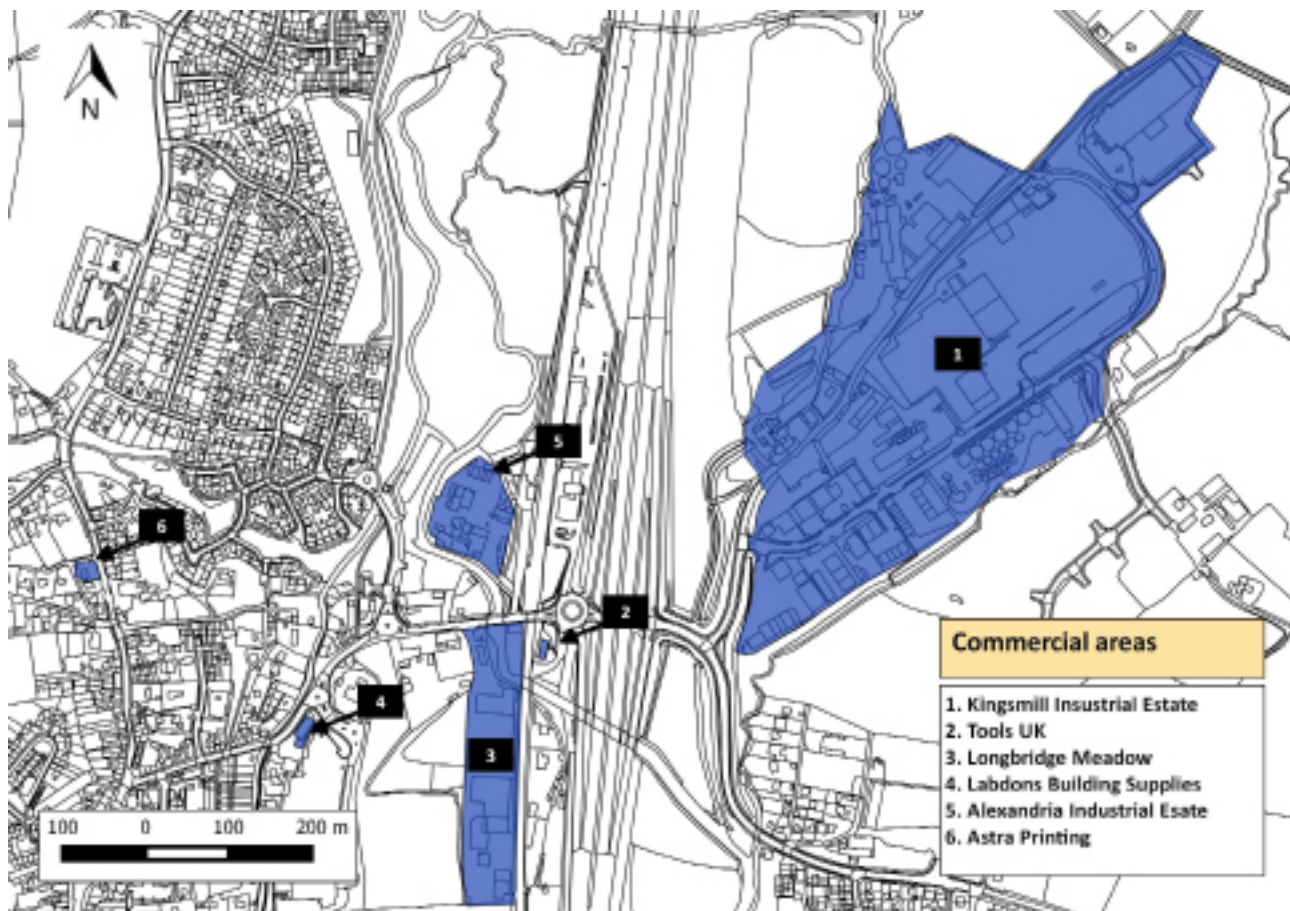 N
1
5
6
2
4
3
Commercial areas
1. Kingsmill Insustrial Estate
2. Tools UK
3. Longbridge Meadow
4. Labdons Building Supplies
5. Alexandria Industrial Esate
6. Astra Printing
100 0 100 200 m